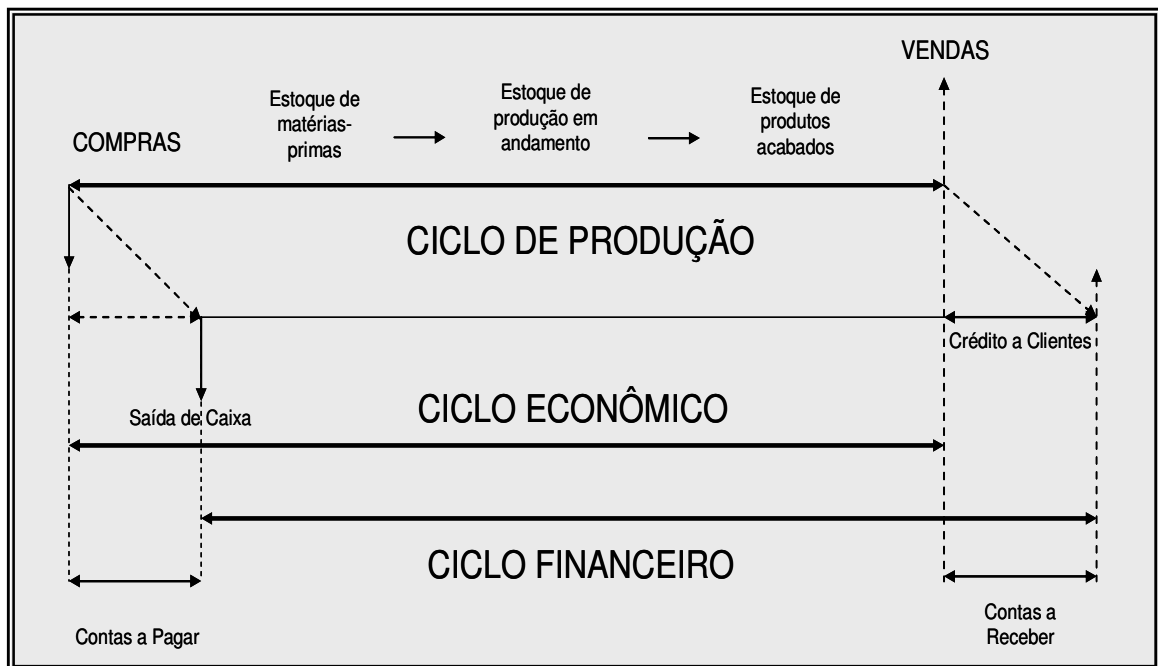 VENDAS
COMPRAS
Estoque de
matérias-
primas
Estoque de
produção em
andamento
Estoque de
produtos
acabados
CICLO DE PRODUÇÃO
Crédito a Clientes
Saída de Caixa
CICLO ECONÔMICO
CICLO FINANCEIRO
Contas a Pagar
Contas a
Receber